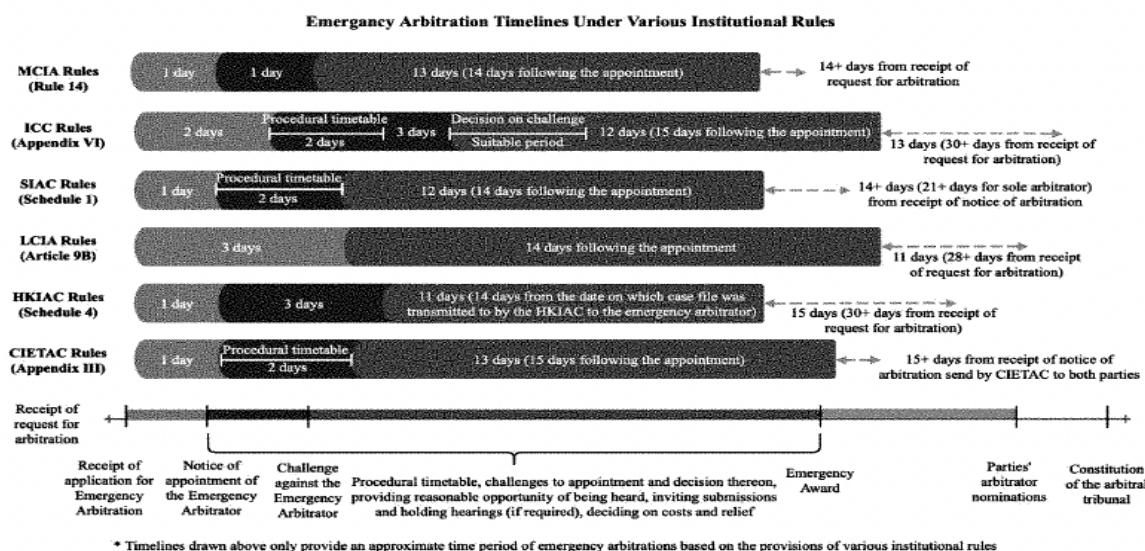 Emergancy Arbitration Timelines Under Various Institutional Rules
MCIA Rules
(Rule 14)
1 day
1 day
13 days (14 days following the appointment)
14+ days from receipt of
request for arbitration
ICC Rules
(Appendix VI)
2 days
Procedural timetable
2 days
3 days
Decision on challenge
Suitable period
12 days (15 days following the appointment)
13 days (30+ days from receipt of
request for arbitration)
SIAC Rules
(Schedule 1)
1 day
Procedural timetable
2 days
12 days (14 days following the appointment)
14+ days (21+ days for sole arbitrator)
from receipt of notice of arbitration
LCIA Rules
(Article 9B)
3 days
14 days following the appointment
11 days (28+ days from receipt
of request for arbitration)
HKIAC Rules
(Schedule 4)
1 day
3 days
11 days (14 days from the date on which case file was
transmitted to by the HKIAC to the emergency arbitrator)
15 days (30+ days from receipt of
request for arbitration)
CIETAC Rules
(Appendix III)
1 day
Procedural timetable
2 days
13 days (15 days following the appointment)
15+ days from receipt of notice of
arbitration send by CIETAC to both parties
Receipt of
request for
arbitration
Receipt of
application for
Emergency
Arbitration
Notice of
appointment of
the Emergency
Arbitrator
Challenge
against the
Emergency
Arbitrator
Procedural timetable, challenges to appointment and decision thereon,
providing reasonable opportunity of being heard, inviting submissions
and holding hearings (if required), deciding on costs and relief
Emergency
Award
Parties'
arbitrator
nominations
Constitution
of the arbitral
tribunal
* Timelines drawn above only provide an approximate time period of emergency arbitrations based on the provisions of various institutional rules